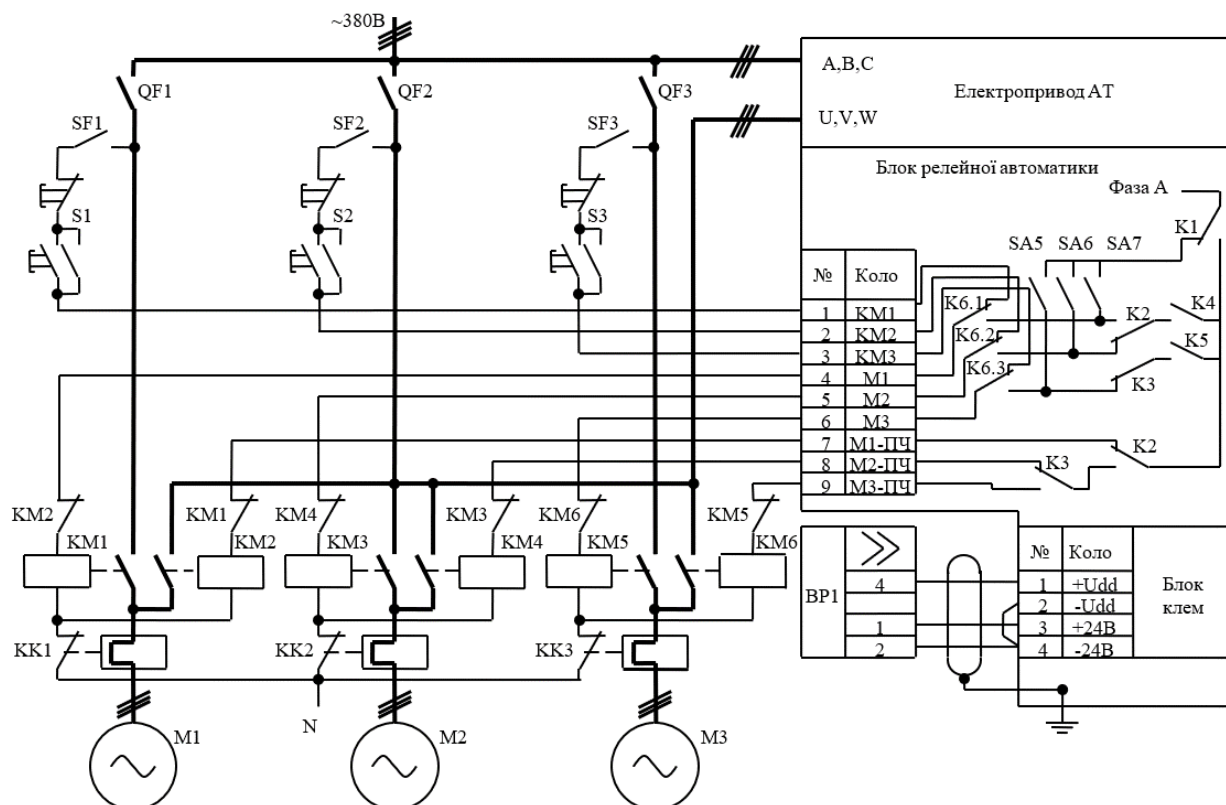 ~380В
QF1
QF2
QF3
A,B,C
U,V,W
Електропривод АТ
SF1
SF2
SF3
S1
S2
S3
Блок релейної автоматики
Фаза А
K1
SA5
SA6
SA7
№ Коло
1 KM1
2 KM2
3 KM3
4 M1
5 M2
6 M3
7 М1-ПЧ
8 М2-ПЧ
9 М3-ПЧ
K6.1
K6.2
K6.3
K2
K4
K5
K3
K2
K3
KM2
KM1
KM4
KM3
KM6
KM5
KM1
KM2
KM3
KM4
KM5
KM6
KK1
KK2
KK3
N
M1
M2
M3
ВР1
4
1
2
№ Коло
1 +Udd
2 -Udd
3 +24В
4 -24В
Блок
клем